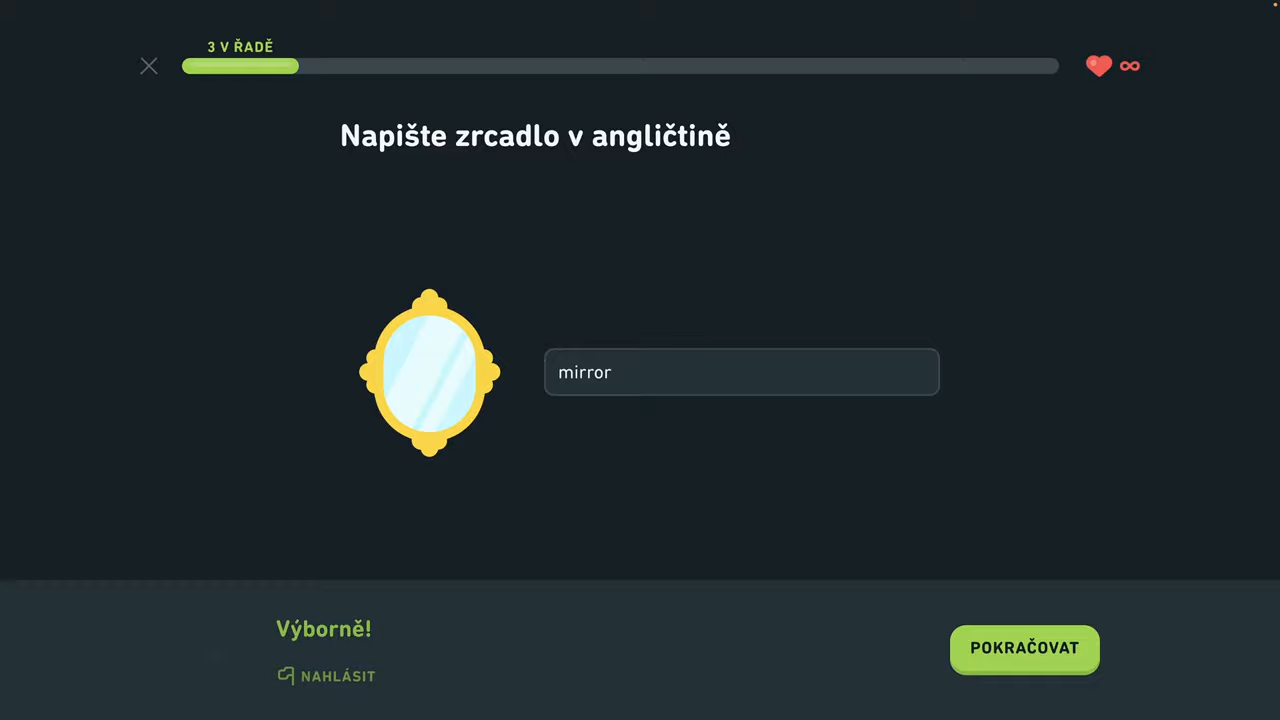 3 V ŘADĚ
Napište zrcadlo v angličtině
mirror
Výborně!
NAHLÁSIT
POKRAČOVAT